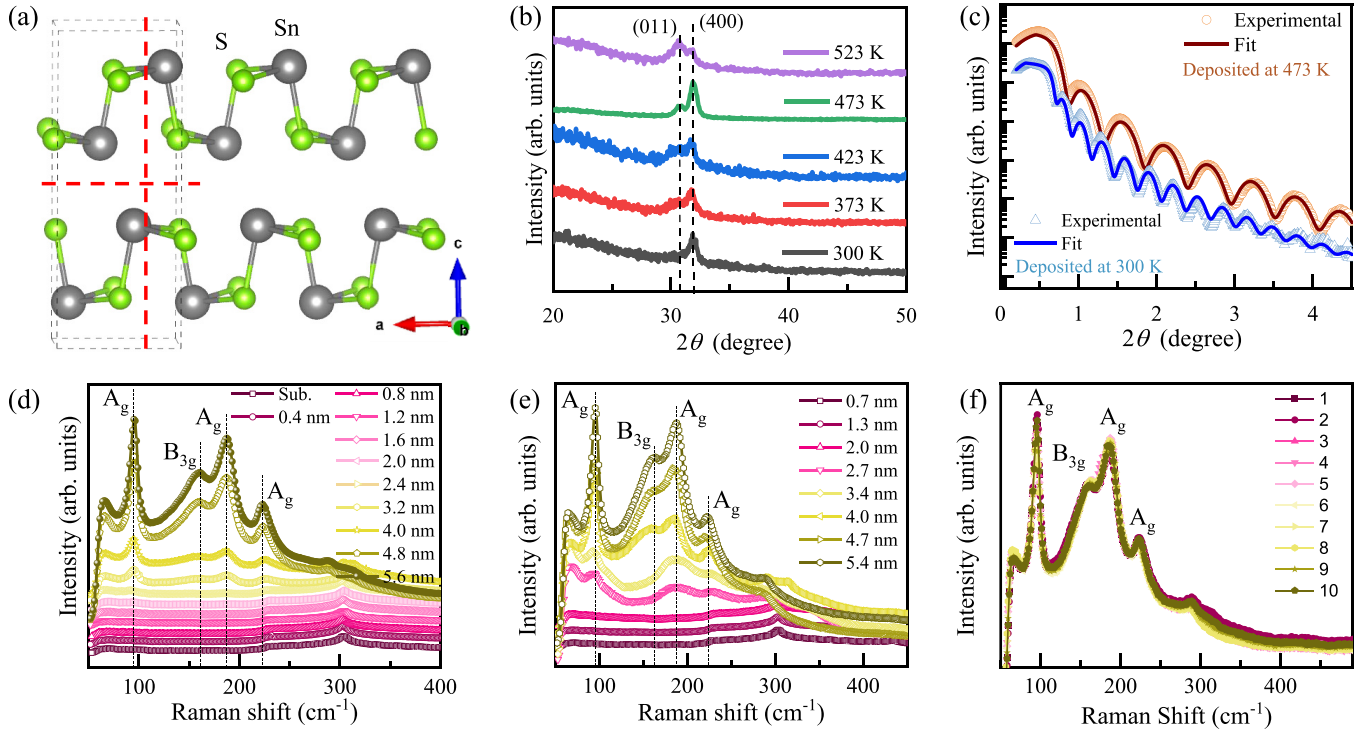 (a)
S
Sn
a
b
c
(b)
(011)
(400)
523 K
473 K
423 K
373 K
300 K
Intensity (arb. units)
20
30
40
50
2θ (degree)
(c)
Experimental
Fit
Deposited at 473 K
Experimental
Fit
Deposited at 300 K
Intensity (arb. units)
0
1
2
3
4
2θ (degree)
(d)
Ag
B3g
Ag
Ag
Sub.
0.4 nm
0.8 nm
1.2 nm
1.6 nm
2.0 nm
2.4 nm
3.2 nm
4.0 nm
4.8 nm
5.6 nm
Intensity (arb. units)
100
200
300
400
Raman shift (cm-1)
(e)
Ag
B3g
Ag
Ag
0.7 nm
1.3 nm
2.0 nm
2.7 nm
3.4 nm
4.0 nm
4.7 nm
5.4 nm
Intensity (arb. units)
100
200
300
400
Raman shift (cm-1)
(f)
Ag
B3g
Ag
Ag
1
2
3
4
5
6
7
8
9
10
Intensity (arb. units)
100
200
300
400
Raman Shift (cm-1)